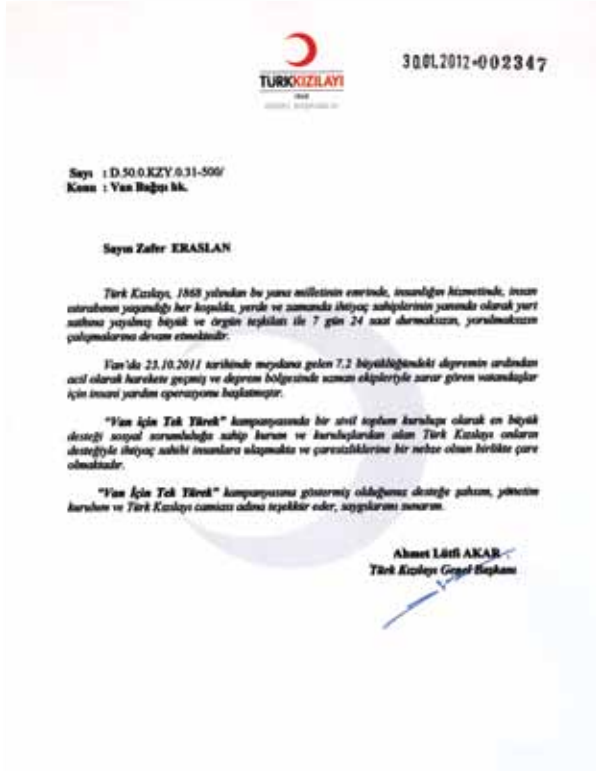 TÜRKKIZILAYI
1868
GENEL BAŞKANLIK
30.01.2012*002347
Sayı : D.50.0.KZY.0.31-500/
Konu : Van Bağışı hk.
Sayın Zafer ERASLAN
Türk Kızılayı, 1868 yılından bu yana milletinin emrinde, insanlığın hizmetinde, insan
ıstırabının yaşandığı her koşulda, yerde ve zamanda ihtiyaç sahiplerinin yanında olarak yurt
sathına yayılmış büyük ve örgün teşkilatı ile 7 gün 24 saat durmaksızın, yorulmaksızın
çalışmalarına devam etmektedir.
Van'da 23.10.2011 tarihinde meydana gelen 7.2 büyüklüğündeki depremin ardından
acil olarak harekete geçmiş ve deprem bölgesinde uzman ekipleriyle zarar gören vatandaşlar
için insani yardım operasyonu başlatmıştır.
"Van için Tek Yürek" kampanyasında bir sivil toplum kuruluşu olarak en büyük
desteği sosyal sorumluluğa sahip kurum ve kuruluşlardan alan Türk Kızılayı onların
desteğiyle ihtiyaç sahibi insanlara ulaşmakta ve çaresizliklerine bir nebze olsun birlikte çare
olmaktadır.
"Van İçin Tek Yürek" kampanyasına göstermiş olduğunuz desteğe şahsım, yönetim
kurulum ve Türk Kızılayı camiası adına teşekkür eder, saygılarımı sunarım.
Ahmet Lütfi AKAR
Türk Kızılayı Genel Başkanı